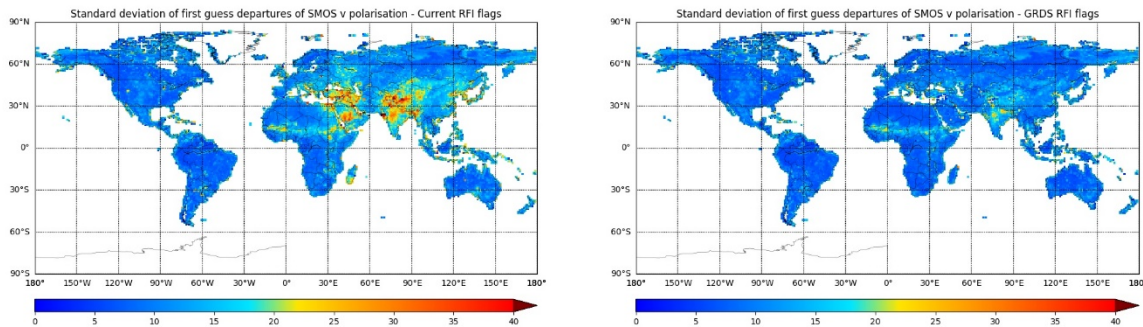 Standard deviation of first guess departures of SMOS v polarisation - Current RFI flags
90°N
60°N
30°N
0°
30°S
60°S
90°S
180° 150°W 120°W 90°W 60°W 30°W 0° 30°E 60°E 90°E 120°E 150°E 180°
0 5 10 15 20 25 30 35 40
Standard deviation of first guess departures of SMOS v polarisation - GRDS RFI flags
90°N
60°N
30°N
0°
30°S
60°S
90°S
180° 150°W 120°W 90°W 60°W 30°W 0° 30°E 60°E 90°E 120°E 150°E 180°
0 5 10 15 20 25 30 35 40